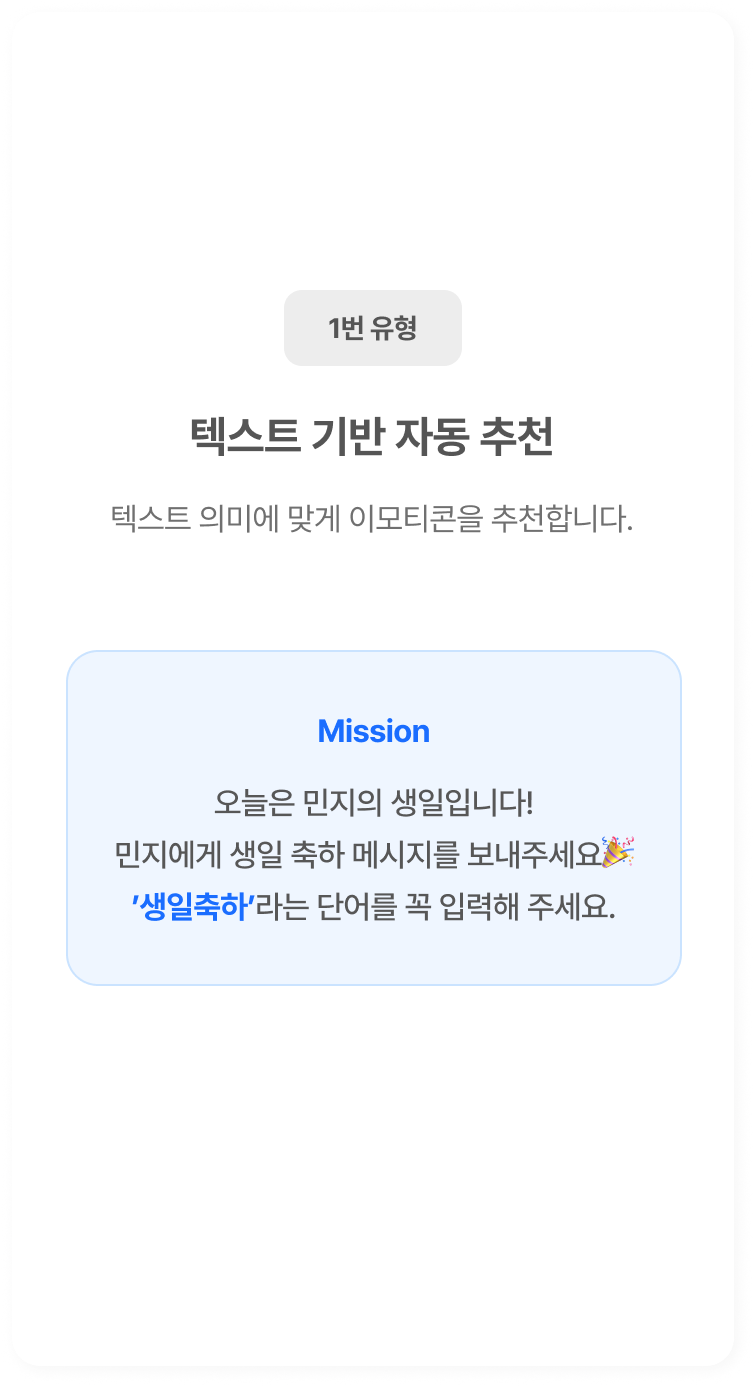 1번 유형
텍스트 기반 자동 추천
텍스트 의미에 맞게 이모티콘을 추천합니다.
Mission
오늘은 민지의 생일입니다!
민지에게 생일 축하 메시지를 보내주세요🎉
'생일축하'라는 단어를 꼭 입력해 주세요.